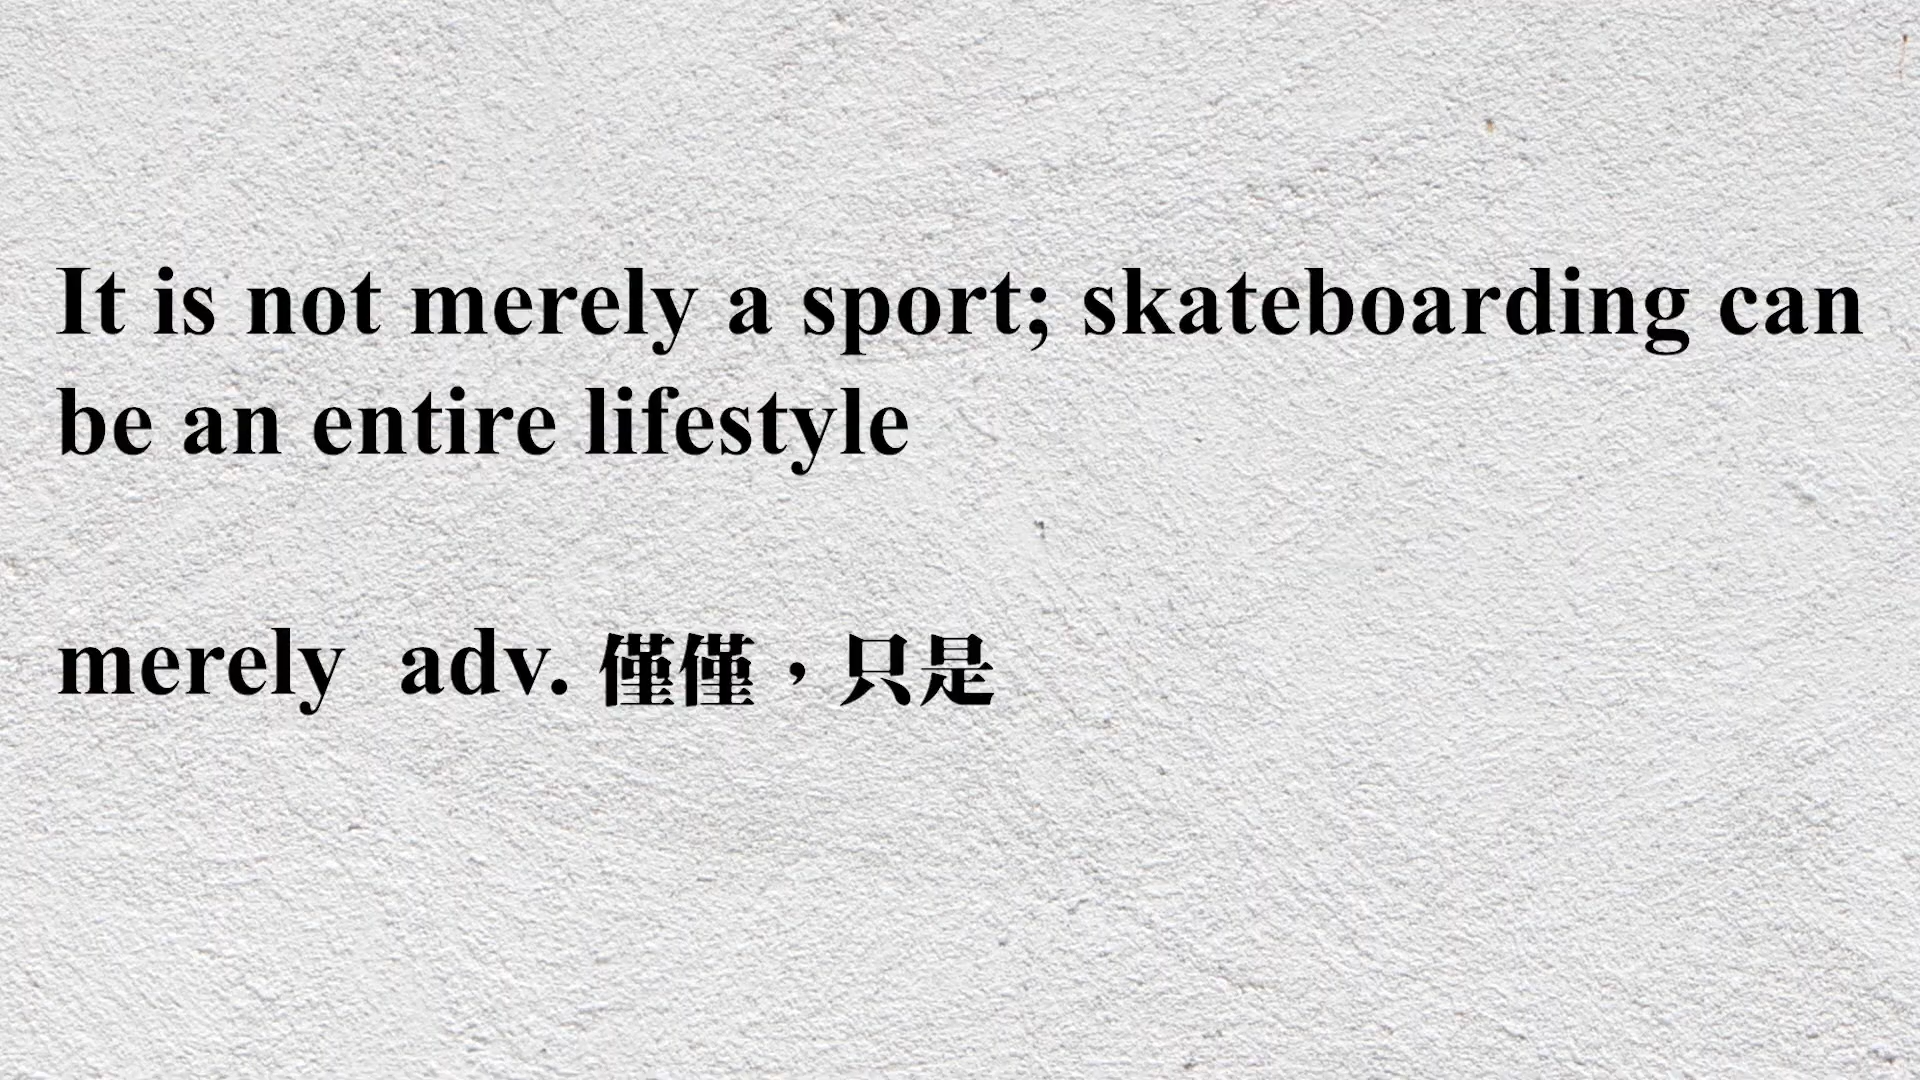 It is not merely a sport; skateboarding can
be an entire lifestyle
merely adv. 僅僅，只是